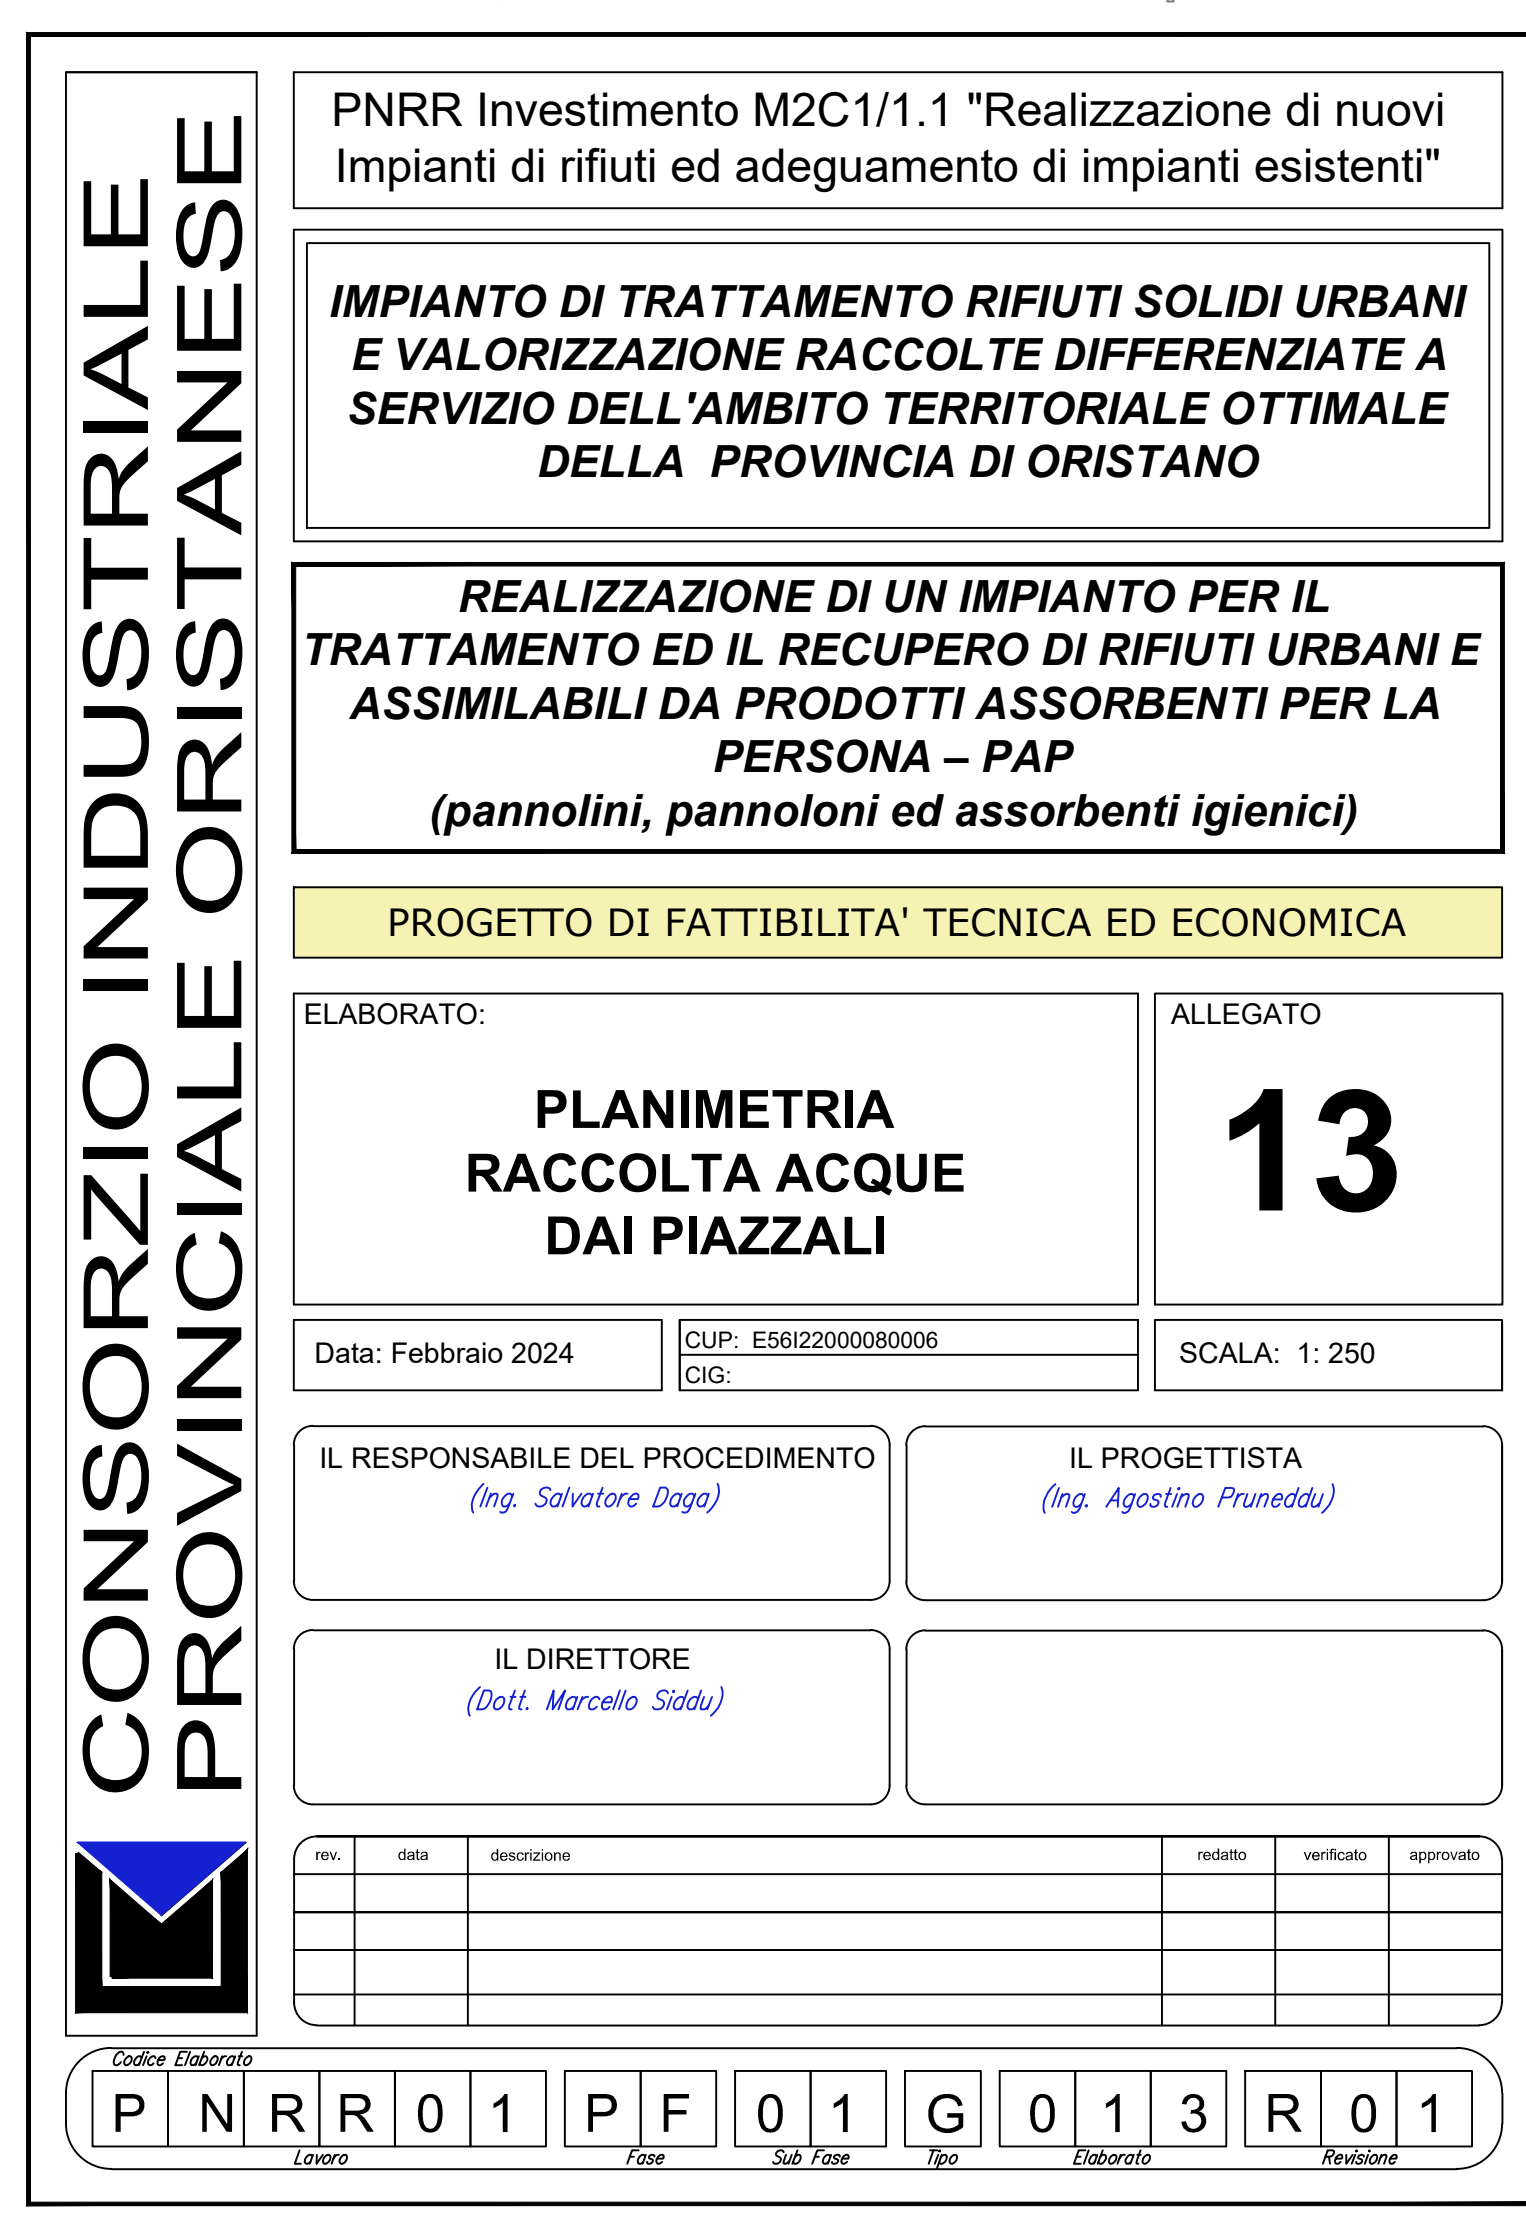 CONSORZIO INDUSTRIALE
PROVINCIALE ORISTANESE
PNRR Investimento M2C1/1.1 "Realizzazione di nuovi
Impianti di rifiuti ed adeguamento di impianti esistenti"
IMPIANTO DI TRATTAMENTO RIFIUTI SOLIDI URBANI
E VALORIZZAZIONE RACCOLTE DIFFERENZIATE A
SERVIZIO DELL'AMBITO TERRITORIALE OTTIMALE
DELLA PROVINCIA DI ORISTANO
REALIZZAZIONE DI UN IMPIANTO PER IL
TRATTAMENTO ED IL RECUPERO DI RIFIUTI URBANI E
ASSIMILABILI DA PRODOTTI ASSORBENTI PER LA
PERSONA – PAP
(pannolini, pannoloni ed assorbenti igienici)
PROGETTO DI FATTIBILITA' TECNICA ED ECONOMICA
ELABORATO:
PLANIMETRIA
RACCOLTA ACQUE
DAI PIAZZALI
ALLEGATO
13
Data: Febbraio 2024
CUP: E56I22000080006
CIG:
SCALA: 1: 250
IL RESPONSABILE DEL PROCEDIMENTO
(Ing. Salvatore Daga)
IL PROGETTISTA
(Ing. Agostino Pruneddu)
IL DIRETTORE
(Dott. Marcello Siddu)
rev. data descrizione redatto verificato approvato
Codice Elaborato
P N R R 0 1 P F 0 1 G 0 1 3 R 0 1
Lavoro Fase Sub Fase Tipo Elaborato Revisione